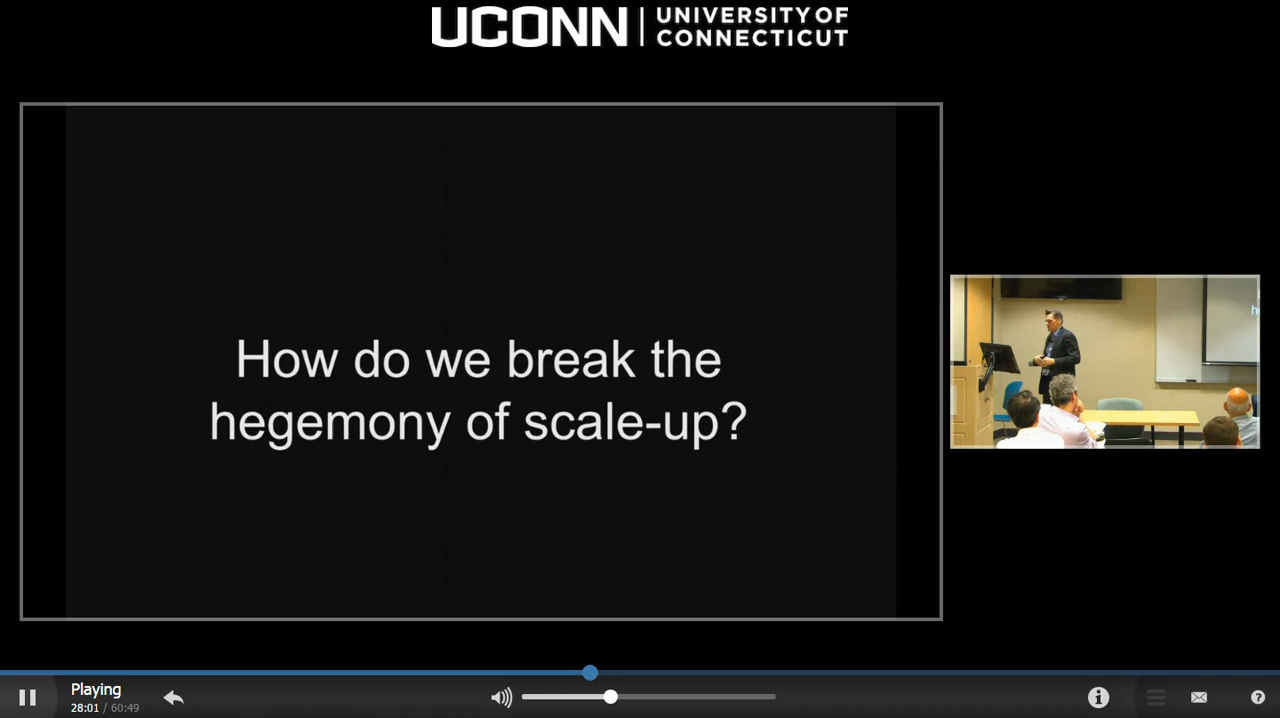 UCONN
UNIVERSITY OF
CONNECTICUT
How do we break the
hegemony of scale-up?
Playing
28:01 / 60:49